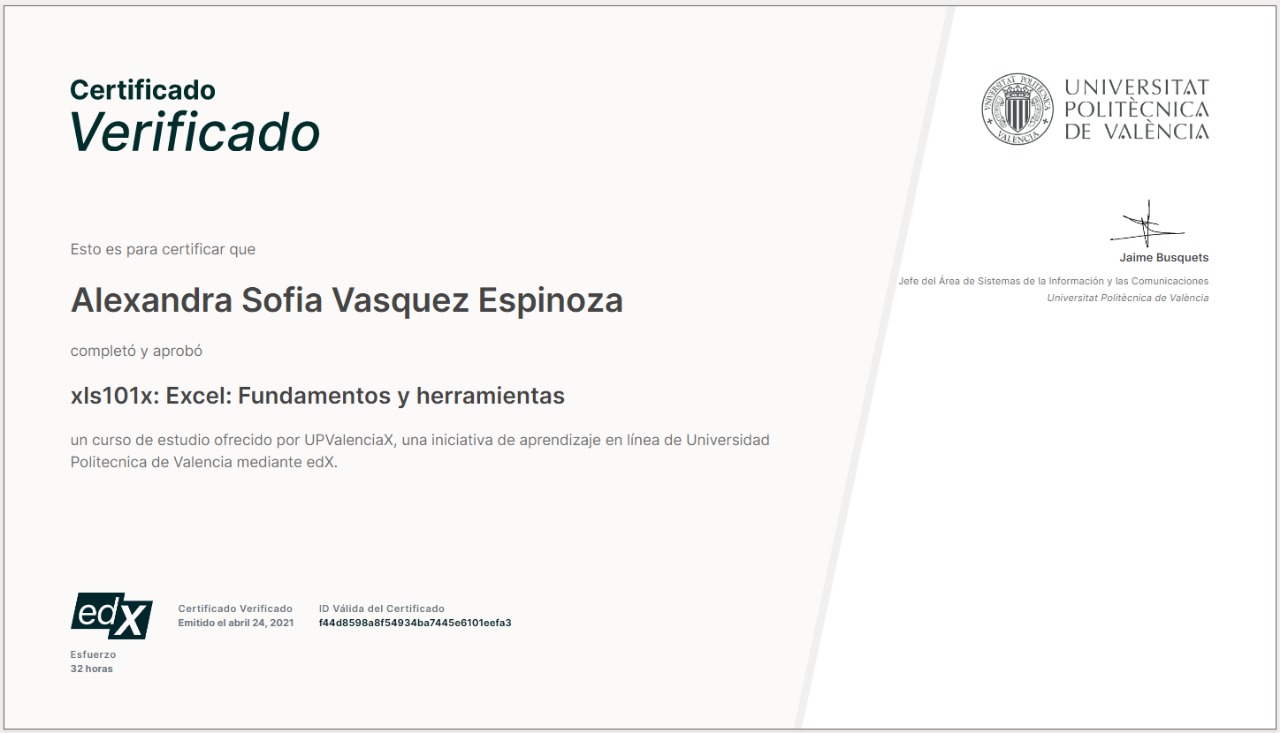 Certificado
Verificado
Esto es para certificar que
Alexandra Sofia Vasquez Espinoza
completó y aprobó
xls101x: Excel: Fundamentos y herramientas
un curso de estudio ofrecido por UPValenciaX, una iniciativa de aprendizaje en línea de Universidad
Politecnica de Valencia mediante edX.
edX
Certificado Verificado
Emitido el abril 24, 2021
ID Válida del Certificado
f44d8598a8f54934ba7445e6101eefa3
Esfuerzo
32 horas
UNIVERSITAT POLITÈCNICA
VALÈNCIA
UNIVERSITAT
POLITÈCNICA
DE VALÈNCIA
Jaime Busquets
Jefe del Área de Sistemas de la Información y las Comunicaciones
Universitat Politècnica de València